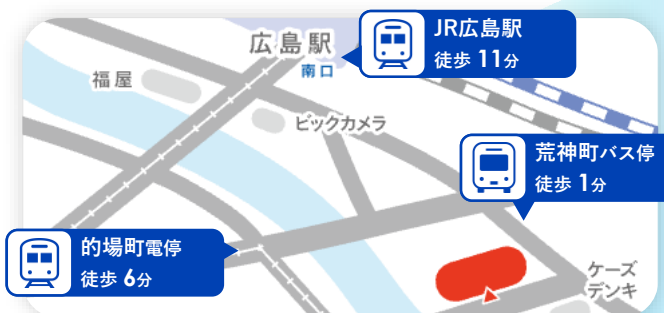 広島駅
南口
JR広島駅
徒歩 11分
福屋
ビックカメラ
荒神町バス停
徒歩 1分
的場町電停
徒歩 6分
ケーズ
デンキ